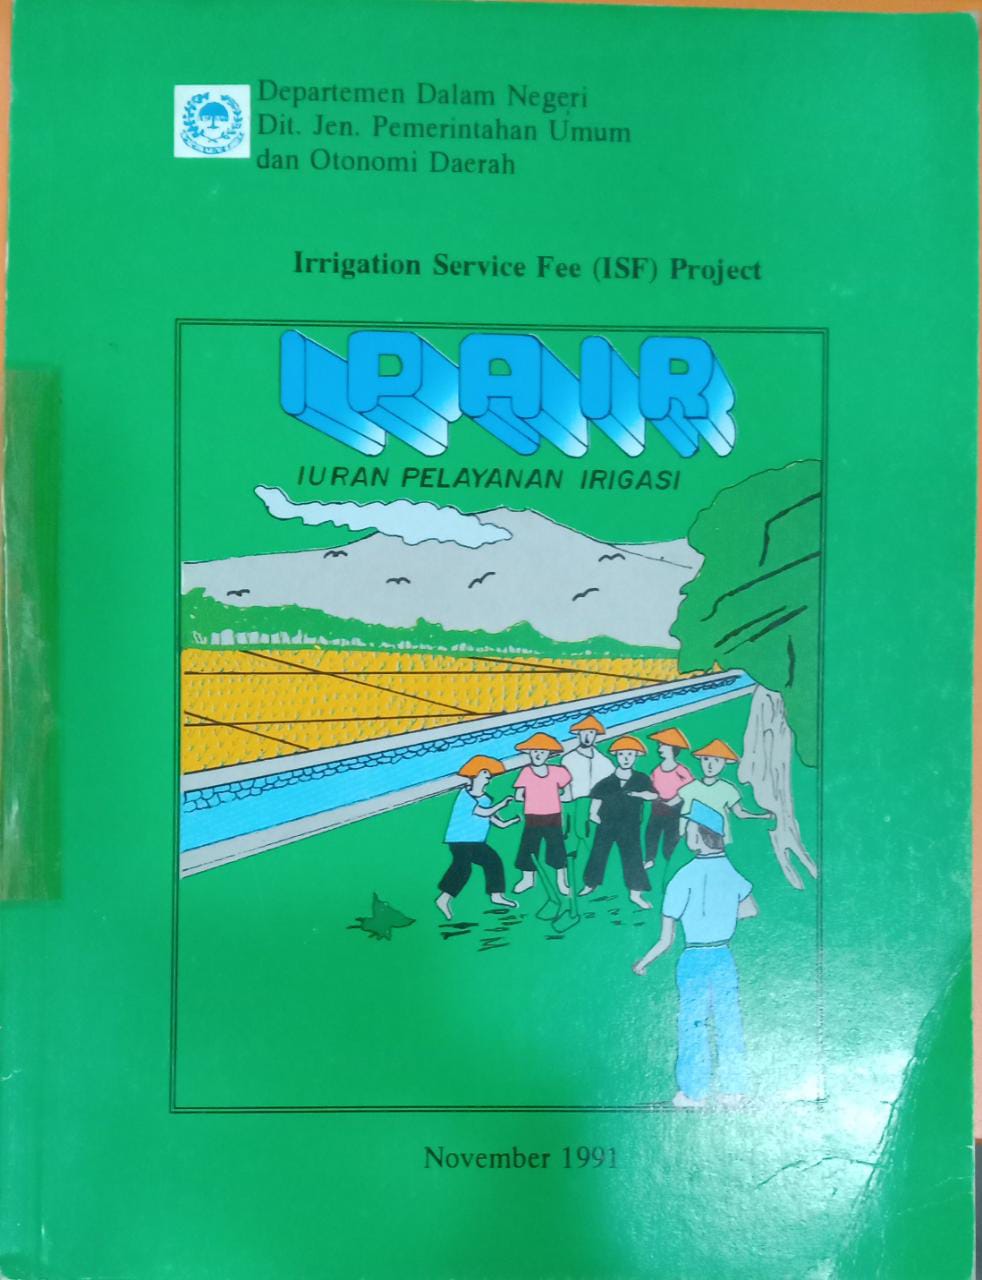 Departemen Dalam Negeri
Dit. Jen. Pemerintahan Umum
dan Otonomi Daerah
Irrigation Service Fee (ISF) Project
IPAIR
IURAN PELAYANAN IRIGASI
November 1991